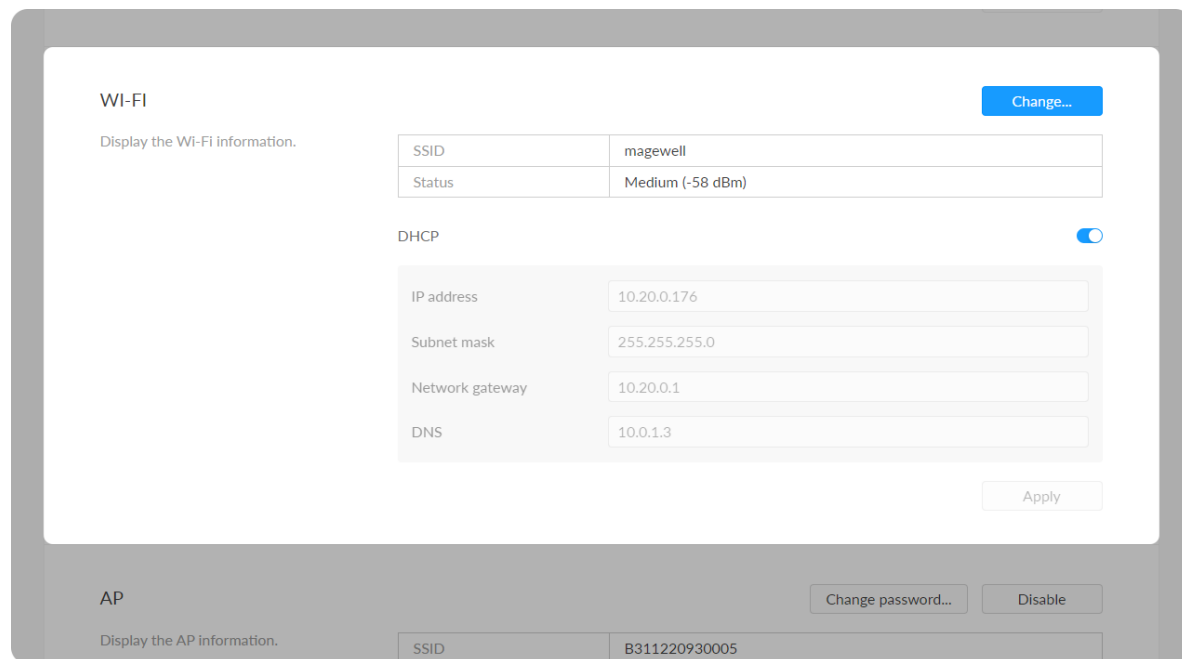 WI-FI
Change...
Display the Wi-Fi information.
SSID magewell
Status Medium (-58 dBm)
DHCP
IP address 10.20.0.176
Subnet mask 255.255.255.0
Network gateway 10.20.0.1
DNS 10.0.1.3
Apply
AP
Change password... Disable
Display the AP information.
SSID B311220930005